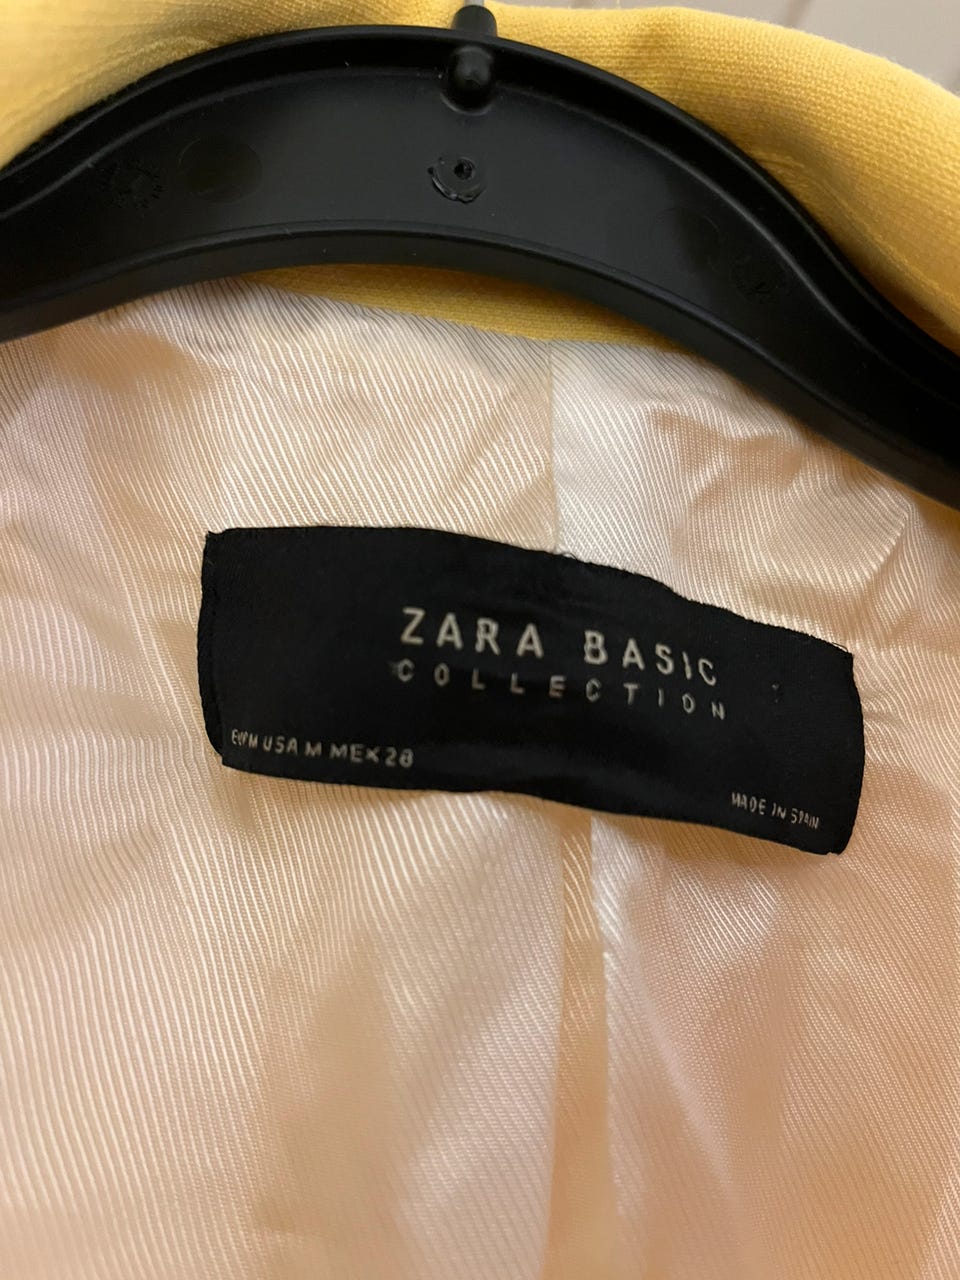 ZARA BASIC
COLLECTION
EUR M USA M MEX 28
MADE IN SPAIN